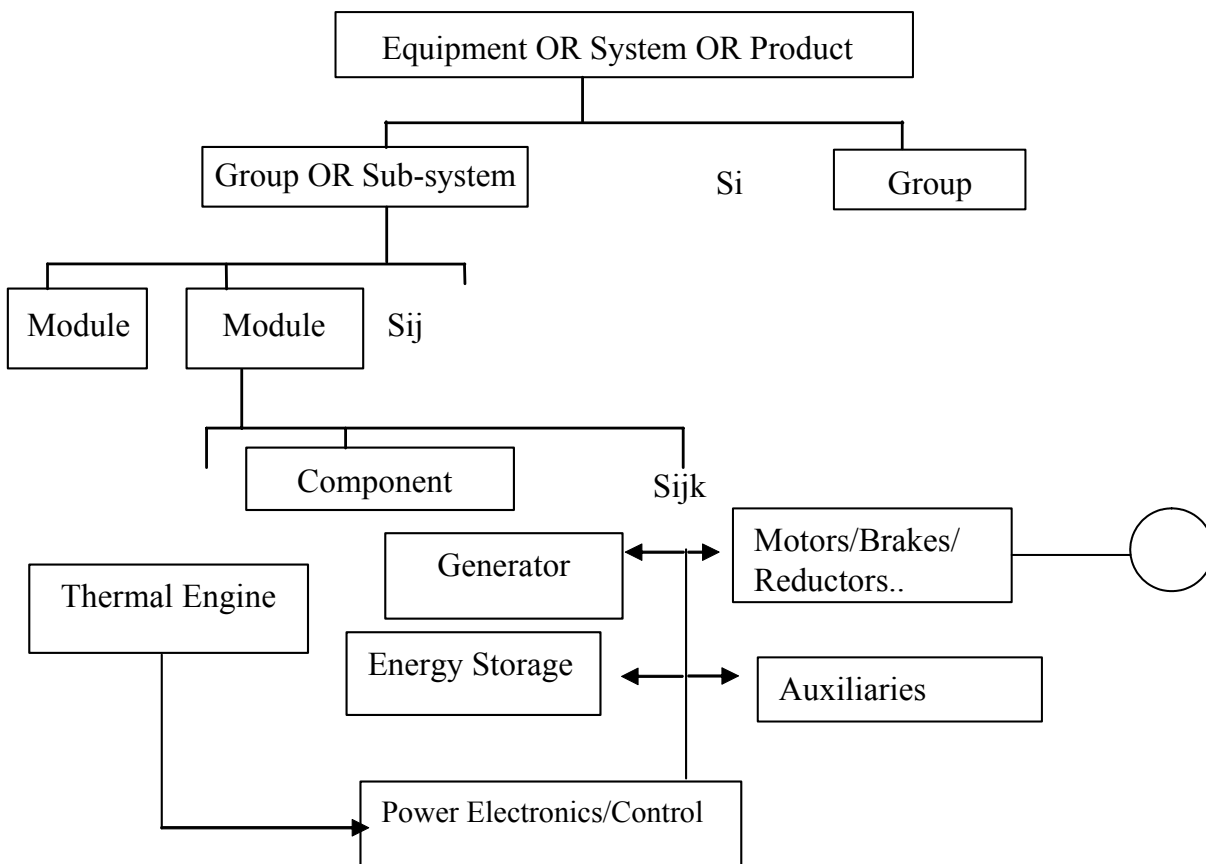 Equipment OR System OR Product
Group OR Sub-system
Si
Group
Module
Module
Sij
Component
Sijk
Generator
Motors/Brakes/
Reductors..
Thermal Engine
Energy Storage
Auxiliaries
Power Electronics/Control